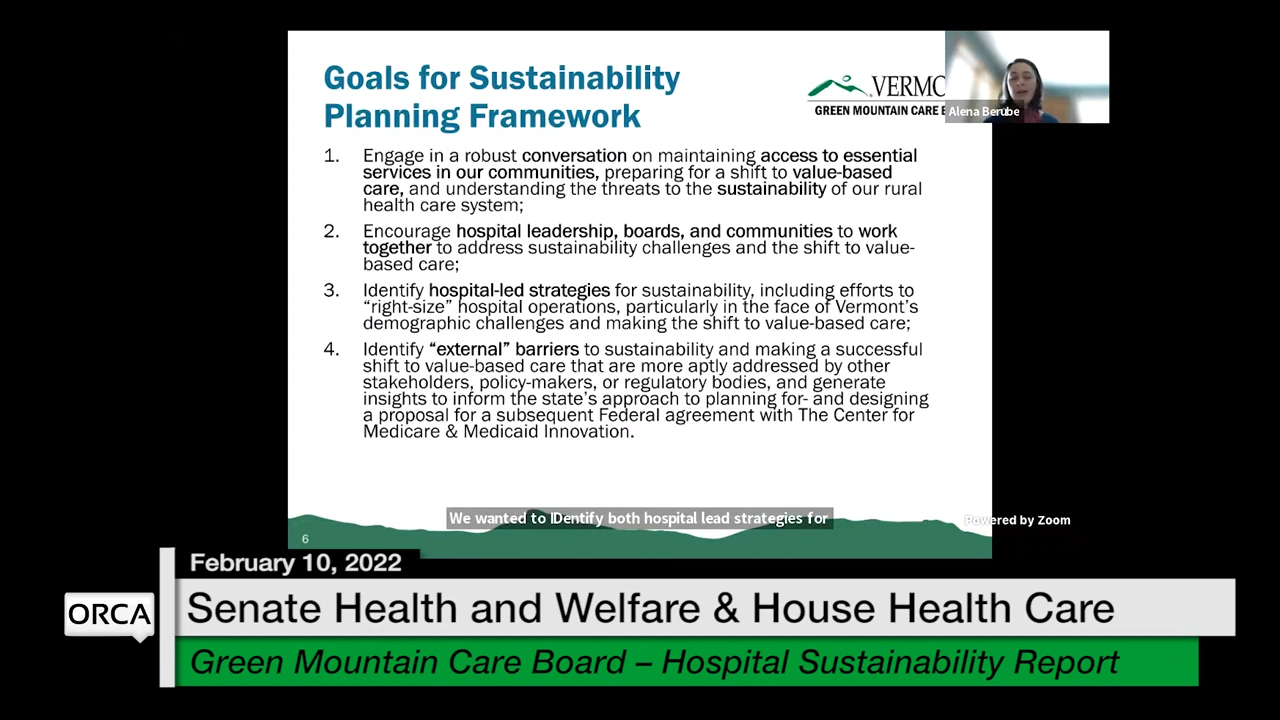 Goals for Sustainability
Planning Framework
VERMO
GREEN MOUNTAIN CARE B
Alena Berube
1. Engage in a robust conversation on maintaining access to essential
services in our communities, preparing for a shift to value-based
care, and understanding the threats to the sustainability of our rural
health care system;
2. Encourage hospital leadership, boards, and communities to work
together to address sustainability challenges and the shift to value-
based care;
3. Identify hospital-led strategies for sustainability, including efforts to
“right-size” hospital operations, particularly in the face of Vermont’s
demographic challenges and making the shift to value-based care;
4. Identify “external” barriers to sustainability and making a successful
shift to value-based care that are more aptly addressed by other
stakeholders, policy-makers, or regulatory bodies, and generate
insights to inform the state’s approach to planning for- and designing
a proposal for a subsequent Federal agreement with The Center for
Medicare & Medicaid Innovation.
We wanted to IDentify both hospital lead strategies for
Powered by Zoom
6
February 10, 2022
ORCA
Senate Health and Welfare & House Health Care
Green Mountain Care Board – Hospital Sustainability Report